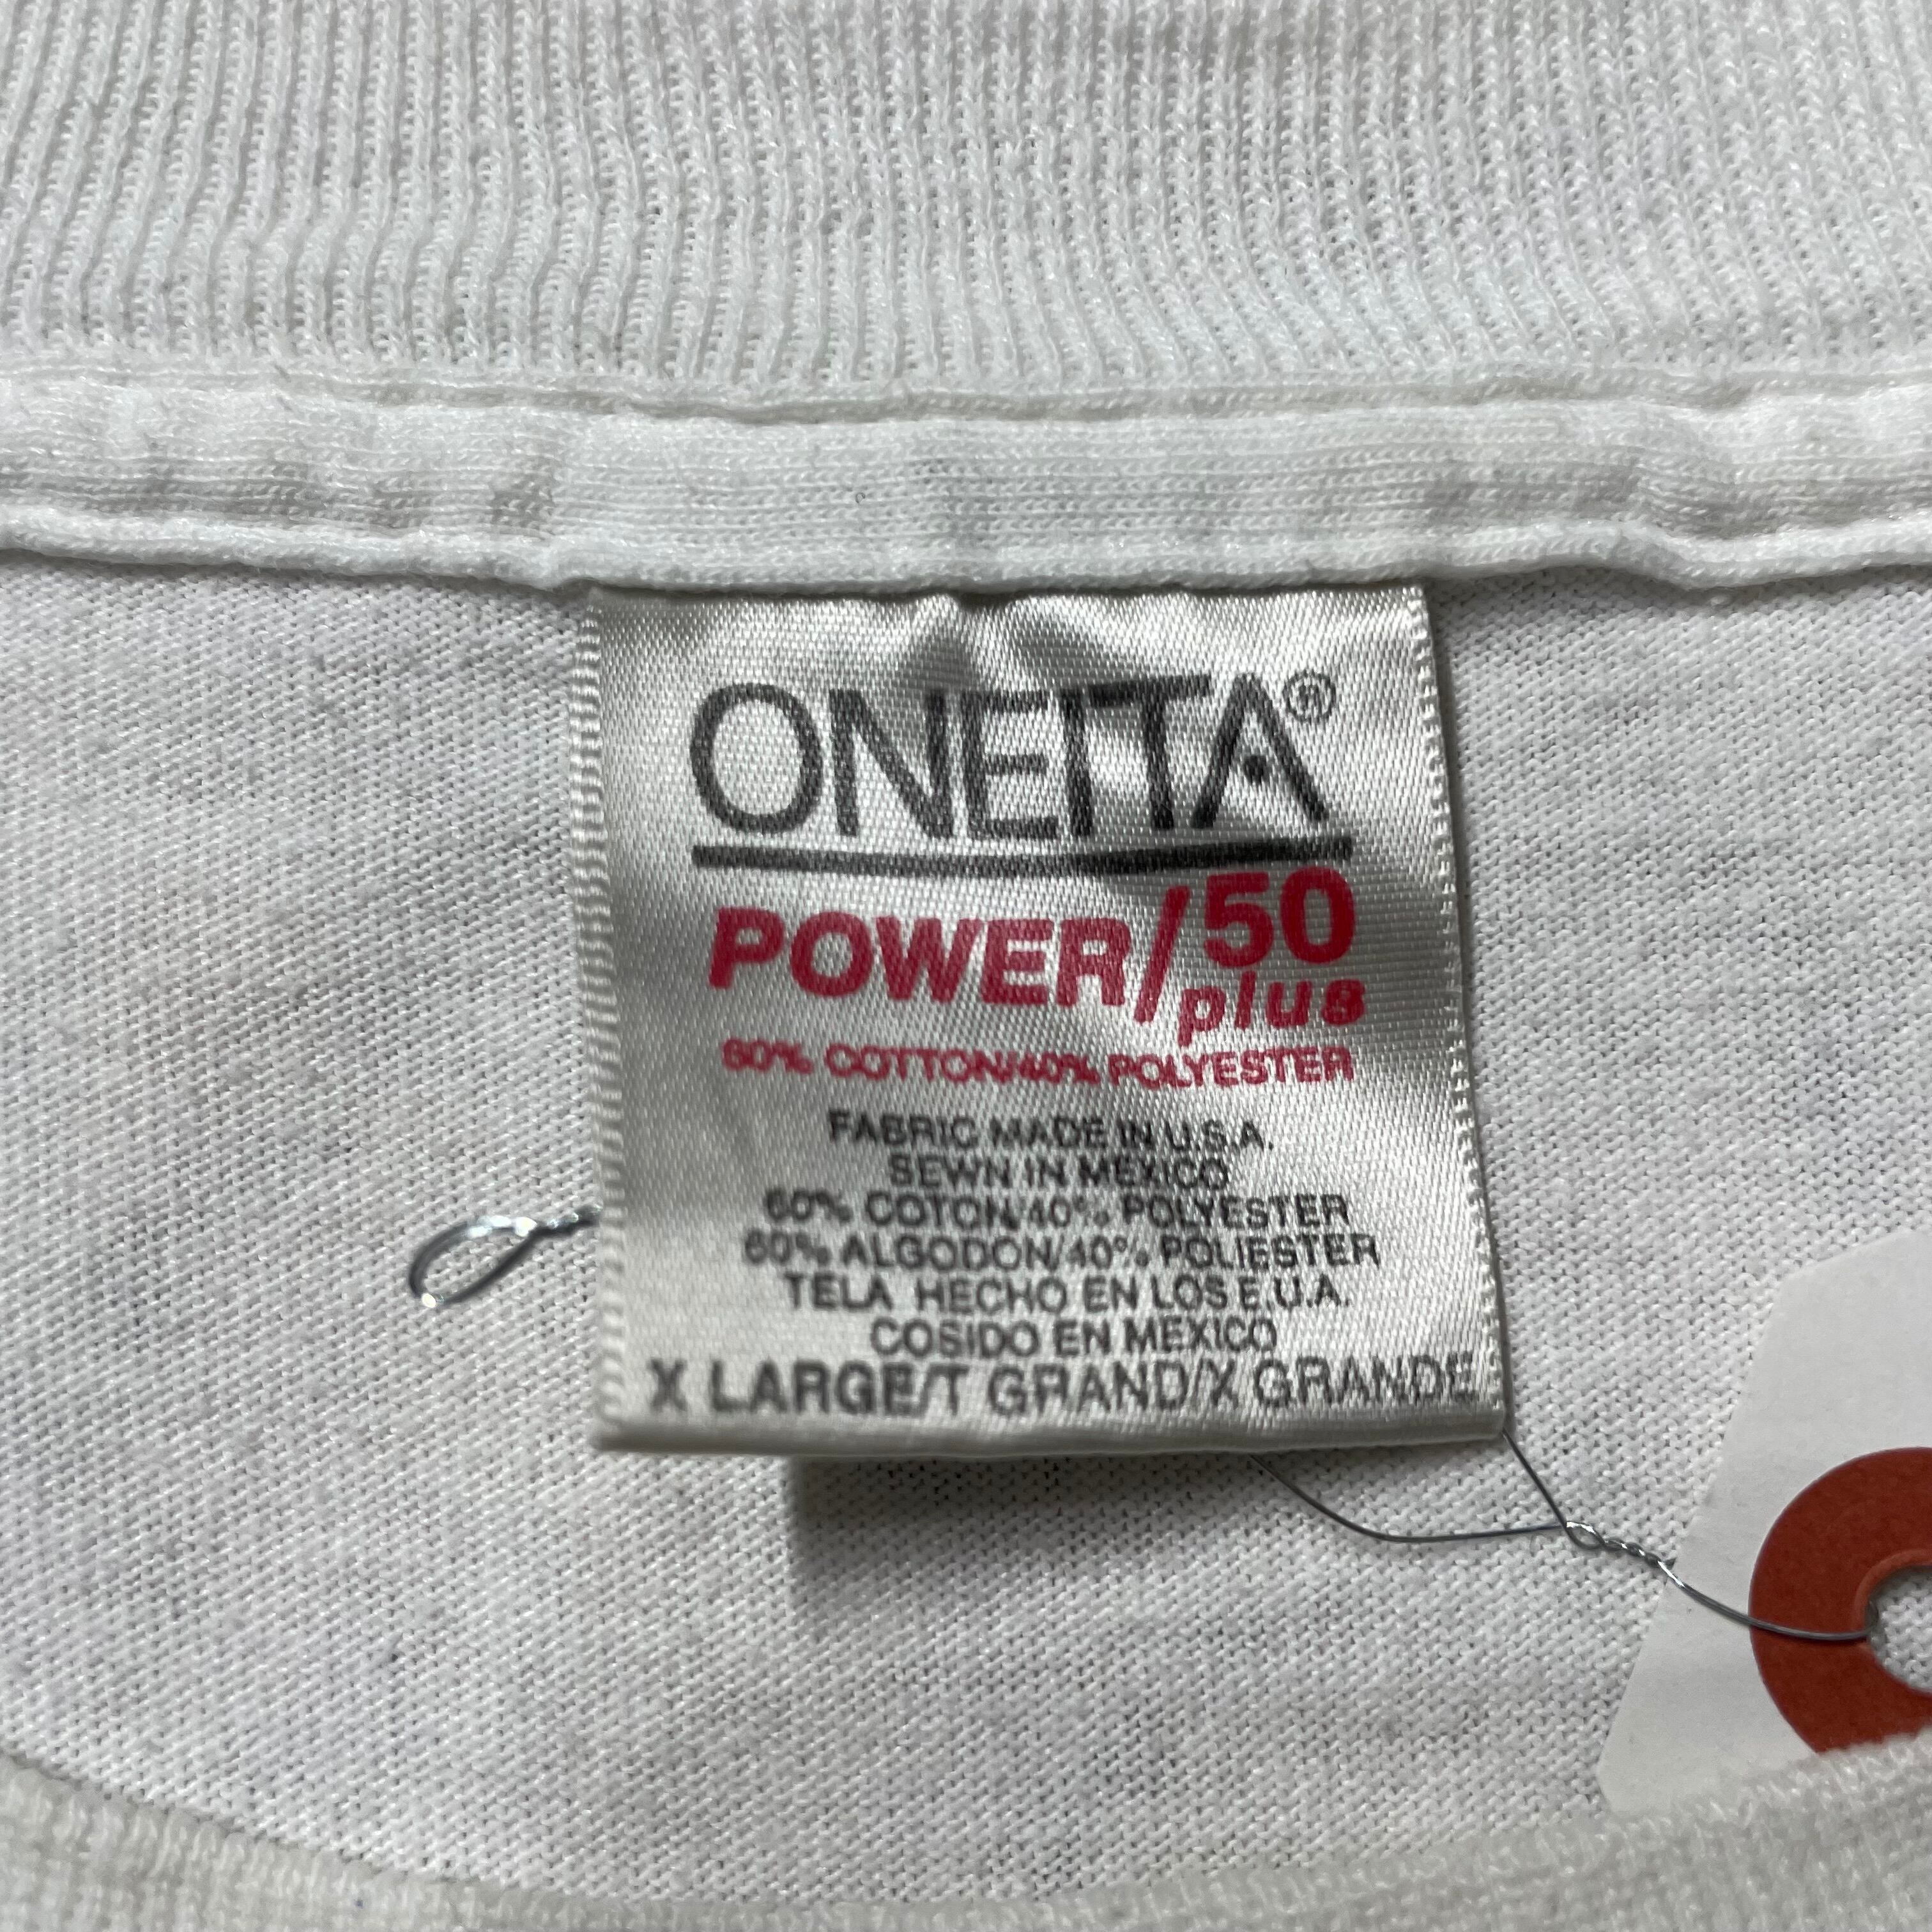 ONEITA®
POWER/50
plus
60% COTTON/40% POLYESTER
FABRIC MADE IN U.S.A.
SEWN IN MEXICO
60% COTON/40% POLYESTER
60% ALGODON/40% POLIESTER
TELA HECHO EN LOS E.U.A.
COSIDO EN MEXICO
X LARGE/T GRAND/X GRANDE